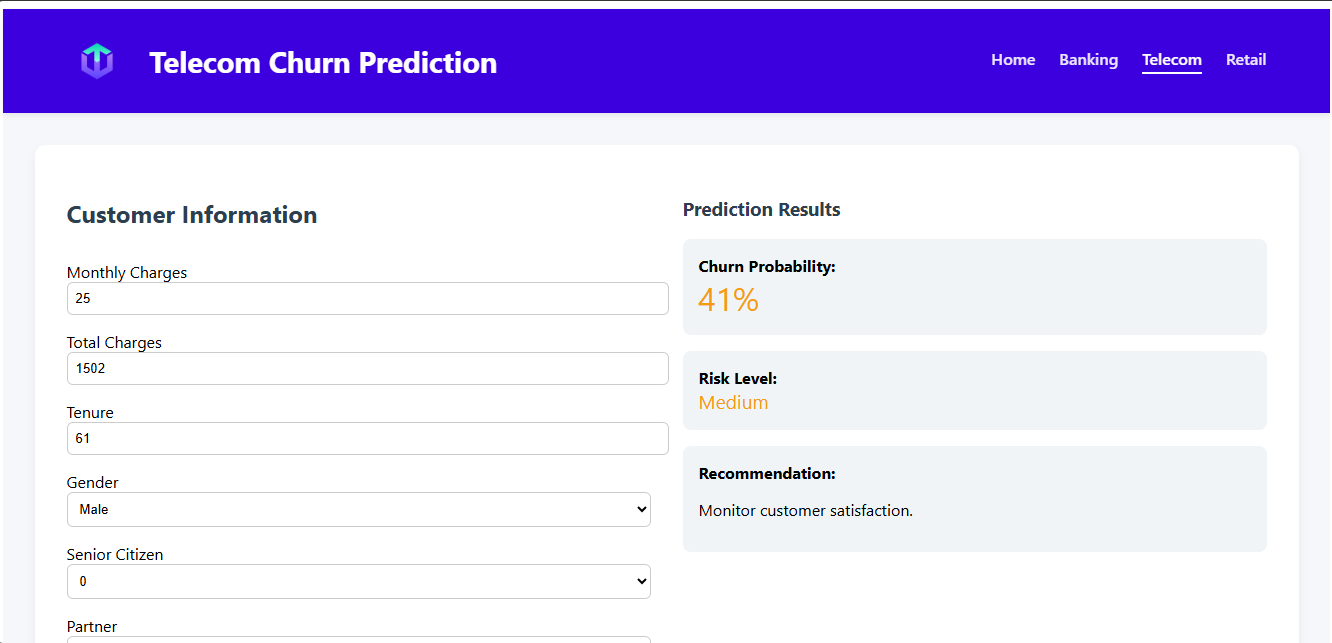 Telecom Churn Prediction
Home Banking Telecom Retail
Customer Information
Monthly Charges
25
Total Charges
1502
Tenure
61
Gender
Male
Senior Citizen
0
Partner
Prediction Results
Churn Probability:
41%
Risk Level:
Medium
Recommendation:
Monitor customer satisfaction.